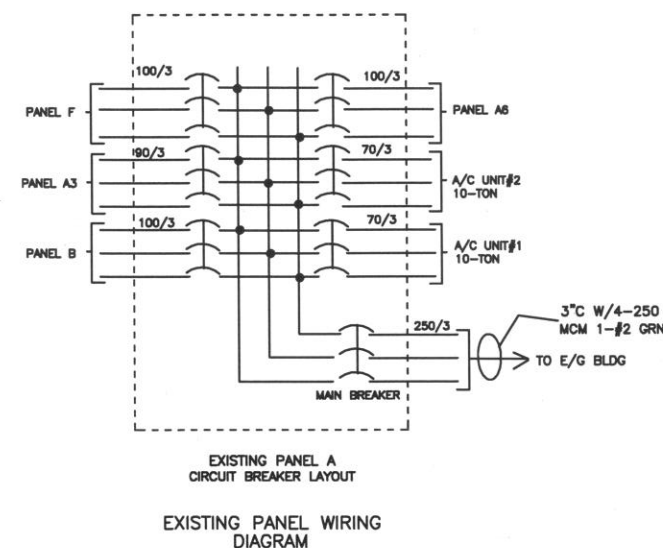 100/3
100/3
PANEL F
PANEL A6
90/3
70/3
PANEL A3
A/C UNIT#2
10-TON
100/3
70/3
PANEL B
A/C UNIT#1
10-TON
250/3
3"C W/4-250
MCM 1-#2 GRN
TO E/G BLDG
MAIN BREAKER
EXISTING PANEL A
CIRCUIT BREAKER LAYOUT
EXISTING PANEL WIRING
DIAGRAM